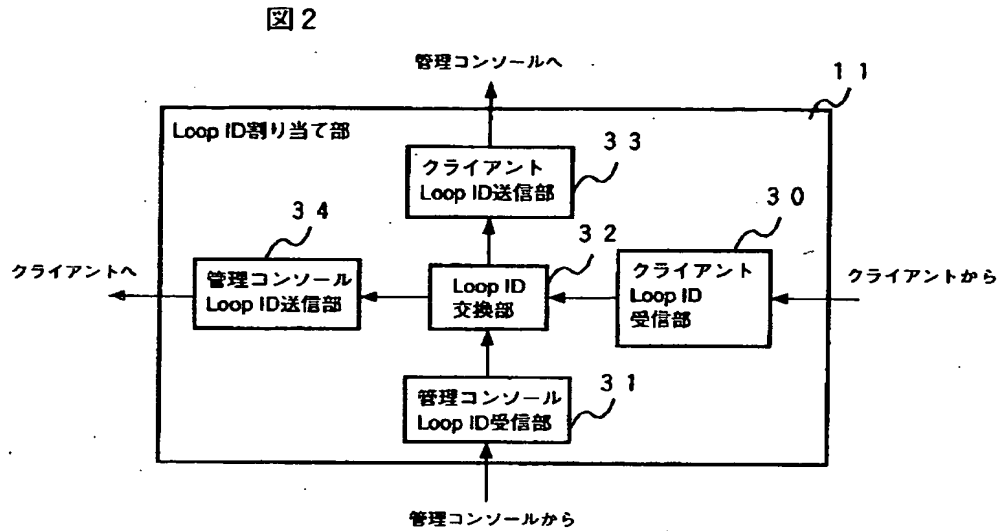 図2
管理コンソールへ
11
Loop ID割り当て部
33
クライアント
Loop ID送信部
34
32
30
クライアントへ
管理コンソール
Loop ID送信部
Loop ID
交換部
クライアント
Loop ID
受信部
クライアントから
31
管理コンソール
Loop ID受信部
管理コンソールから